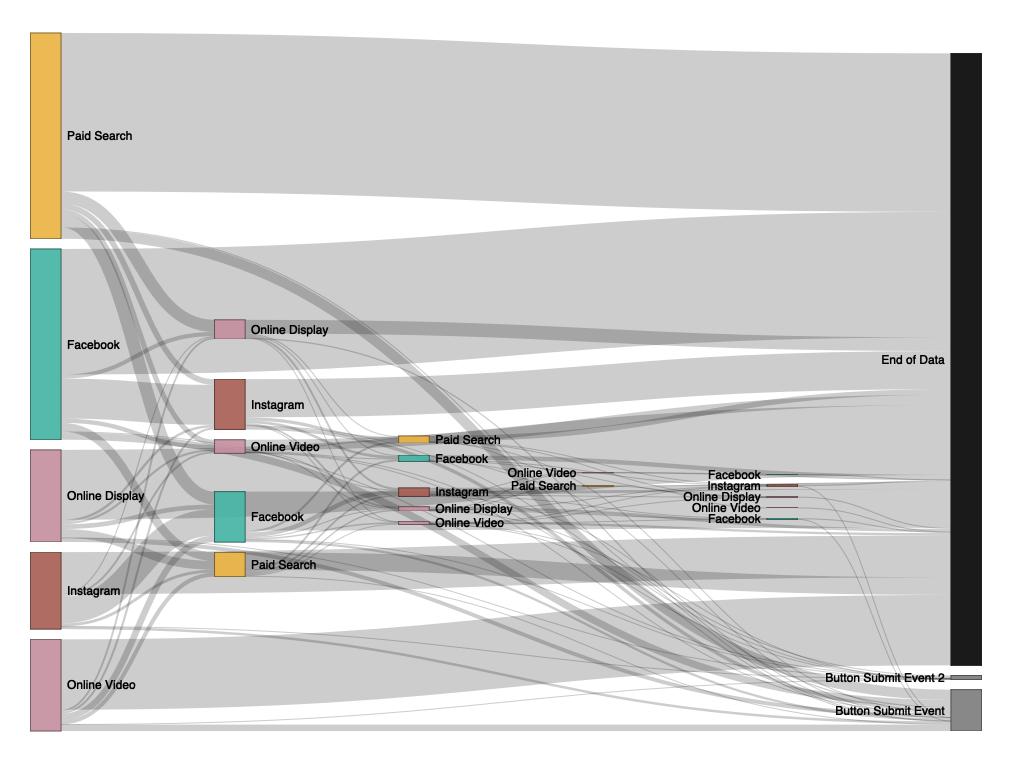 Paid Search
Facebook
Online Display
Instagram
Online Video
Online Display
Instagram
Online Video
Facebook
Paid Search
Paid Search
Facebook
Instagram
Online Display
Online Video
Online Video
Paid Search
Facebook
Instagram
Online Display
Online Video
Facebook
End of Data
Button Submit Event 2
Button Submit Event